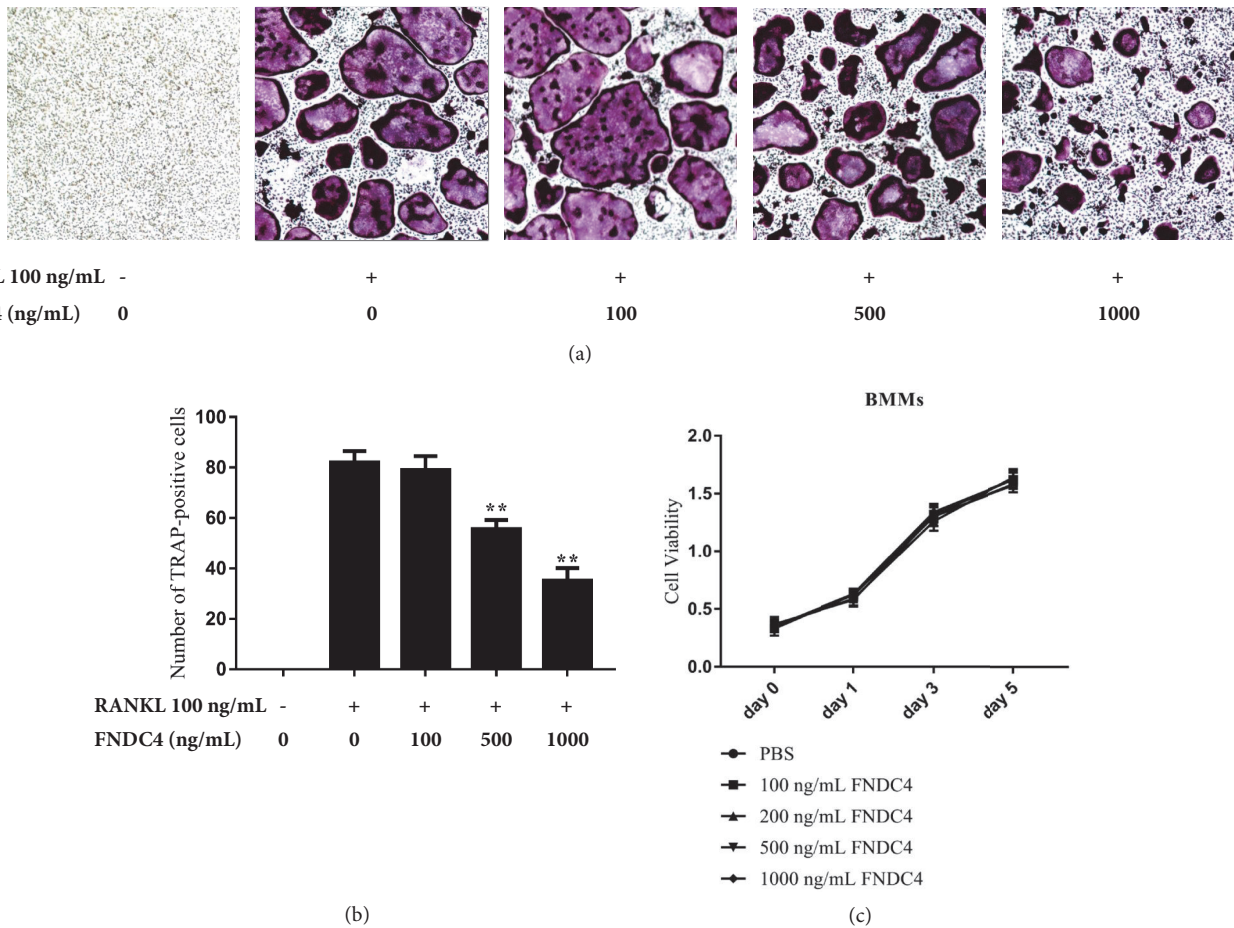 100 ng/mL - + + + +
(ng/mL) 0 0 100 500 1000
(a)
100
80
60
40
20
0
Number of TRAP-positive cells
**
**
RANKL 100 ng/mL - + + + +
FNDC4 (ng/mL) 0 0 100 500 1000
(b)
BMMs
2.0
1.5
1.0
0.5
0.0
Cell Viability
day 0 day 1 day 3 day 5
PBS
100 ng/mL FNDC4
200 ng/mL FNDC4
500 ng/mL FNDC4
1000 ng/mL FNDC4
(c)